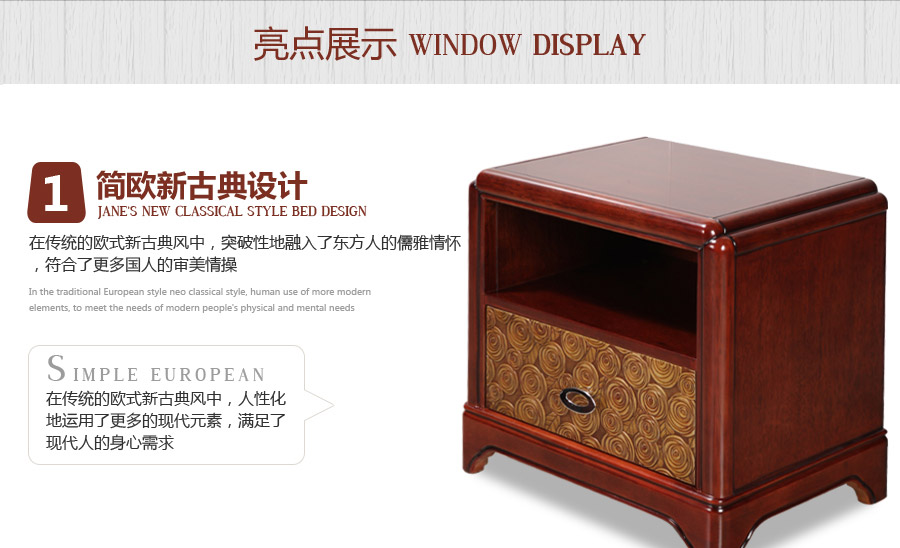 亮点展示 WINDOW DISPLAY
1 简欧新古典设计
JANE'S NEW CLASSICAL STYLE BED DESIGN
在传统的欧式新古典风中，突破性地融入了东方人的儒雅情怀
，符合了更多国人的审美情操
In the traditional European style neo classical style, human use of more modern
elements, to meet the needs of modern people's physical and mental needs
SIMPLE EUROPEAN
在传统的欧式新古典风中，人性化
地运用了更多的现代元素，满足了
现代人的身心需求